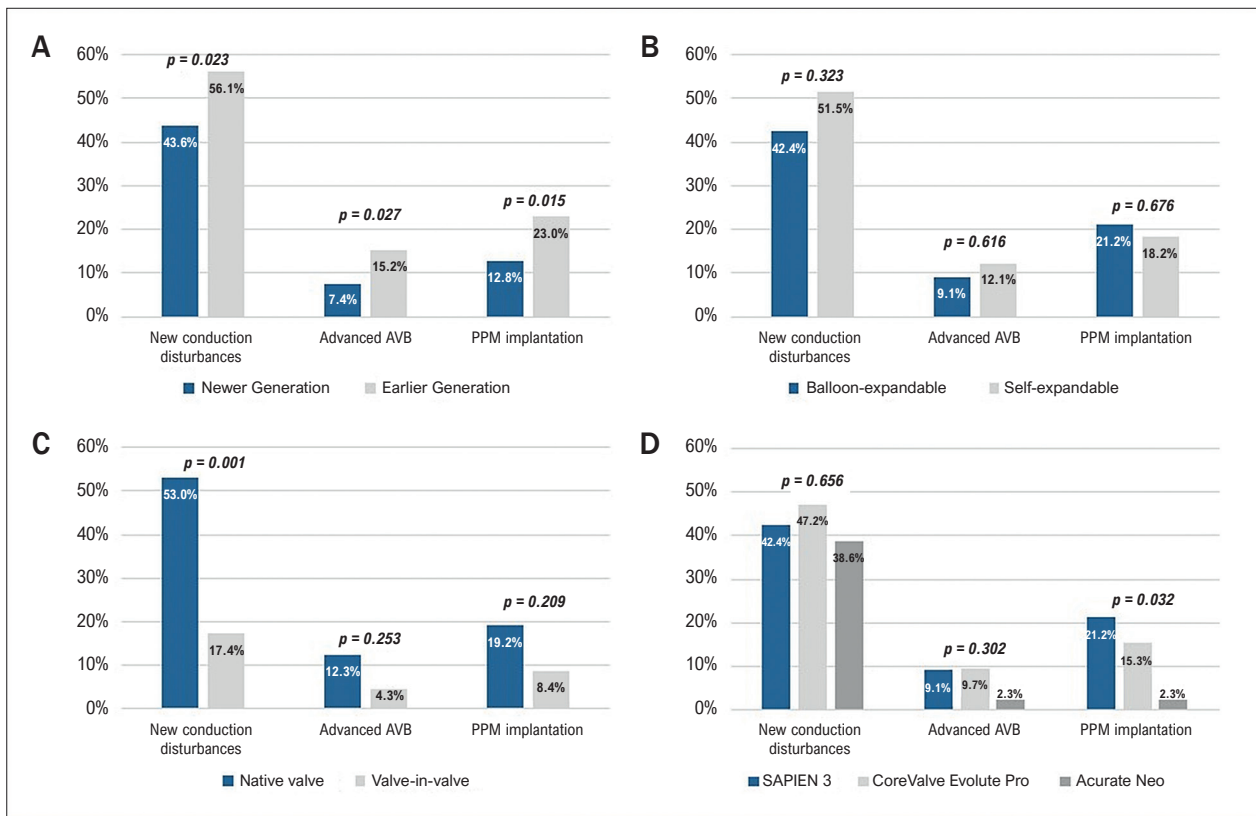 A
60%
50%
40%
30%
20%
10%
0%
p = 0.023
56.1%
43.6%
p = 0.027
15.2%
7.4%
p = 0.015
23.0%
12.8%
New conduction
disturbances
Advanced AVB
PPM implantation
Newer Generation
Earlier Generation
B
60%
50%
40%
30%
20%
10%
0%
p = 0.323
51.5%
42.4%
p = 0.616
12.1%
9.1%
p = 0.676
21.2%
18.2%
New conduction
disturbances
Advanced AVB
PPM implantation
Balloon-expandable
Self-expandable
C
60%
50%
40%
30%
20%
10%
0%
p = 0.001
53.0%
17.4%
p = 0.253
12.3%
4.3%
p = 0.209
19.2%
8.4%
New conduction
disturbances
Advanced AVB
PPM implantation
Native valve
Valve-in-valve
D
60%
50%
40%
30%
20%
10%
0%
p = 0.656
47.2%
42.4%
38.6%
p = 0.302
9.1%
9.7%
2.3%
p = 0.032
21.2%
15.3%
2.3%
New conduction
disturbances
Advanced AVB
PPM implantation
SAPIEN 3
CoreValve Evolute Pro
Acurate Neo